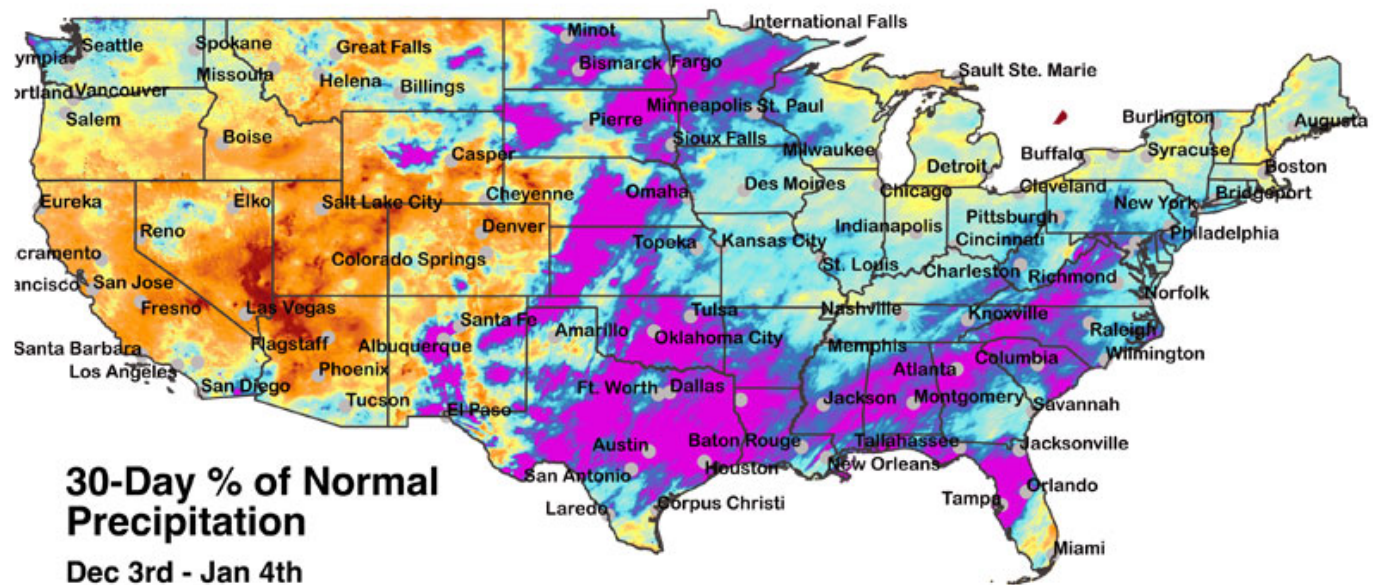 International Falls
Minot
Seattle
Spokane
Great Falls
ympia
Missoula
Helena
Billings
Bismarck
Fargo
Sault Ste. Marie
ortland
Vancouver
Salem
Boise
Pierre
Minneapolis
St. Paul
Burlington
Augusta
Sioux Falls
Milwaukee
Detroit
Buffalo
Syracuse
Boston
Casper
Cheyenne
Omaha
Des Moines
Chicago
Cleveland
Bridgeport
Eureka
Elko
Salt Lake City
Denver
Indianapolis
Pittsburgh
New York
Reno
Topeka
Kansas City
Cincinnati
Philadelphia
cramento
Colorado Springs
St. Louis
Charleston
Richmond
ancisco
San Jose
Norfolk
Fresno
Las Vegas
Santa Fe
Tulsa
Nashville
Knoxville
Raleigh
Santa Barbara
Flagstaff
Albuquerque
Amarillo
Oklahoma City
Memphis
Columbia
Wilmington
Los Angeles
Phoenix
Atlanta
San Diego
Tucson
El Paso
Ft. Worth
Dallas
Jackson
Montgomery
Savannah
Austin
Baton Rouge
Tallahassee
Jacksonville
San Antonio
Houston
New Orleans
Orlando
Laredo
Corpus Christi
Tampa
Miami
30-Day % of Normal
Precipitation
Dec 3rd - Jan 4th